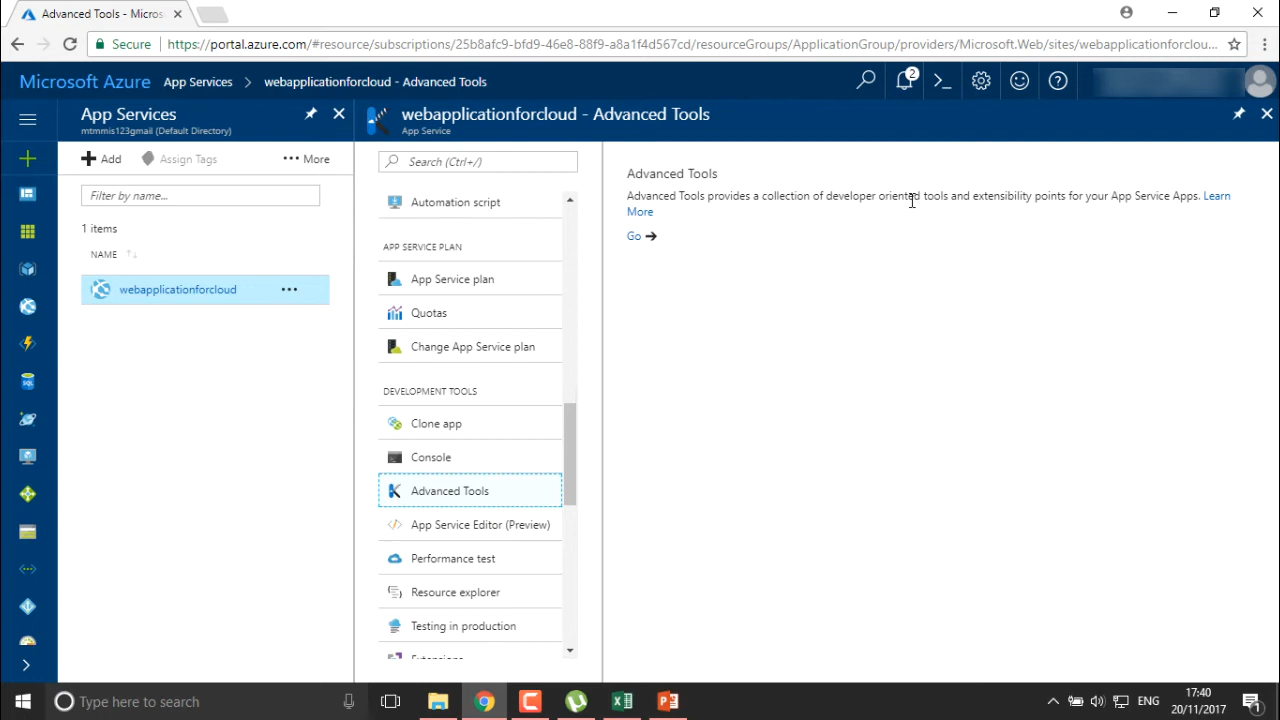 Advanced Tools - Micros
Secure https://portal.azure.com/#resource/subscriptions/25b8afc9-bfd9-46e8-88f9-a8a1f4d567cd/resourceGroups/ApplicationGroup/providers/Microsoft.Web/sites/webapplicationforclou...
Microsoft Azure App Services > webapplicationforcloud - Advanced Tools
2
App Services
mtmmis123gmail (Default Directory)
Add
Assign Tags
More
Filter by name...
1 items
NAME
webapplicationforcloud
webapplicationforcloud - Advanced Tools
App Service
Search (Ctrl+/)
Automation script
APP SERVICE PLAN
App Service plan
Quotas
Change App Service plan
DEVELOPMENT TOOLS
Clone app
Console
Advanced Tools
App Service Editor (Preview)
Performance test
Resource explorer
Testing in production
Extensions
Advanced Tools
Advanced Tools provides a collection of developer oriented tools and extensibility points for your App Service Apps. Learn
More
Go
SQL
Type here to search
ENG
17:40
20/11/2017
1